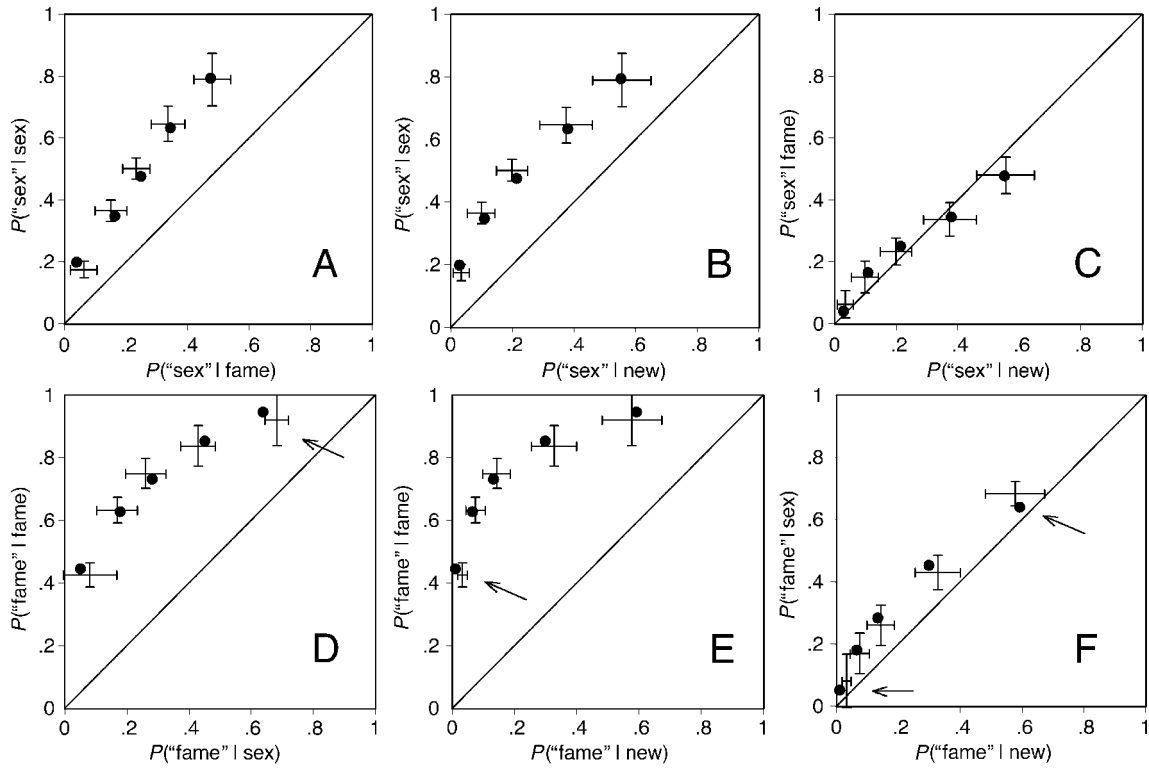 1
.8
.6
.4
.2
0
P(“sex” | sex)
A
0 .2 .4 .6 .8 1
P(“sex” | fame)
1
.8
.6
.4
.2
0
P(“sex” | sex)
B
0 .2 .4 .6 .8 1
P(“sex” | new)
1
.8
.6
.4
.2
0
P(“sex” | fame)
C
0 .2 .4 .6 .8 1
P(“sex” | new)
1
.8
.6
.4
.2
0
P(“fame” | fame)
D
0 .2 .4 .6 .8 1
P(“fame” | sex)
1
.8
.6
.4
.2
0
P(“fame” | fame)
E
0 .2 .4 .6 .8 1
P(“fame” | new)
1
.8
.6
.4
.2
0
P(“fame” | sex)
F
0 .2 .4 .6 .8 1
P(“fame” | new)